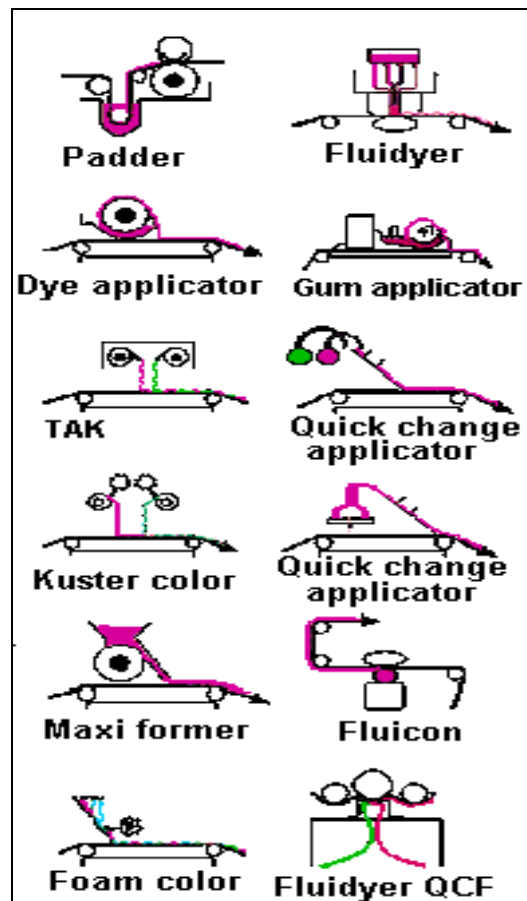 Padder
Fluidyer
Dye applicator
Gum applicator
TAK
Quick change
applicator
Kuster color
Quick change
applicator
Maxi former
Fluicon
Foam color
Fluidyer QCF